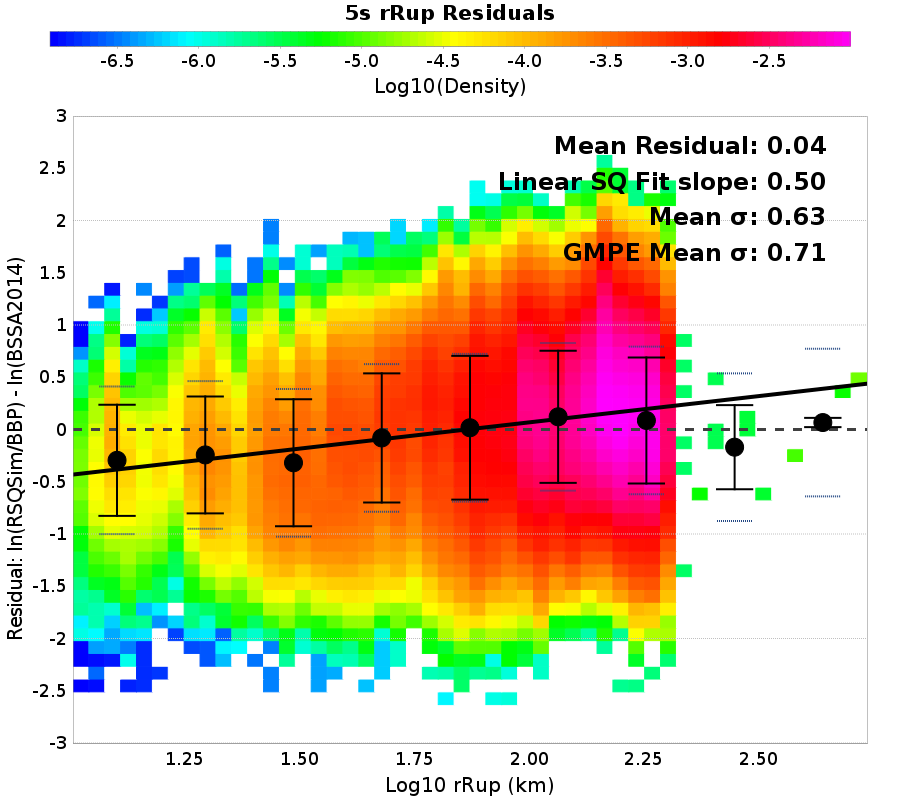 5s rRup Residuals
-6.5 -6.0 -5.5 -5.0 -4.5 -4.0 -3.5 -3.0 -2.5
Log10(Density)
Mean Residual: 0.04
Linear SQ Fit slope: 0.50
Mean σ: 0.63
GMPE Mean σ: 0.71
Residual: ln(RSQSim/BBP) - ln(BSSA2014)
3
2.5
2
1.5
1
0.5
0
-0.5
-1
-1.5
-2
-2.5
-3
1.25 1.50 1.75 2.00 2.25 2.50
Log10 rRup (km)